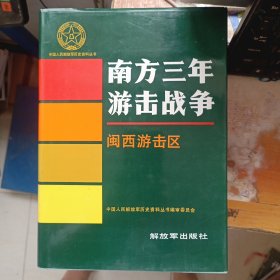 中国人民解放军历史资料丛书
南方三年
游击战争
闽西游击区
中国人民解放军历史资料丛书编审委员会
解放军出版社